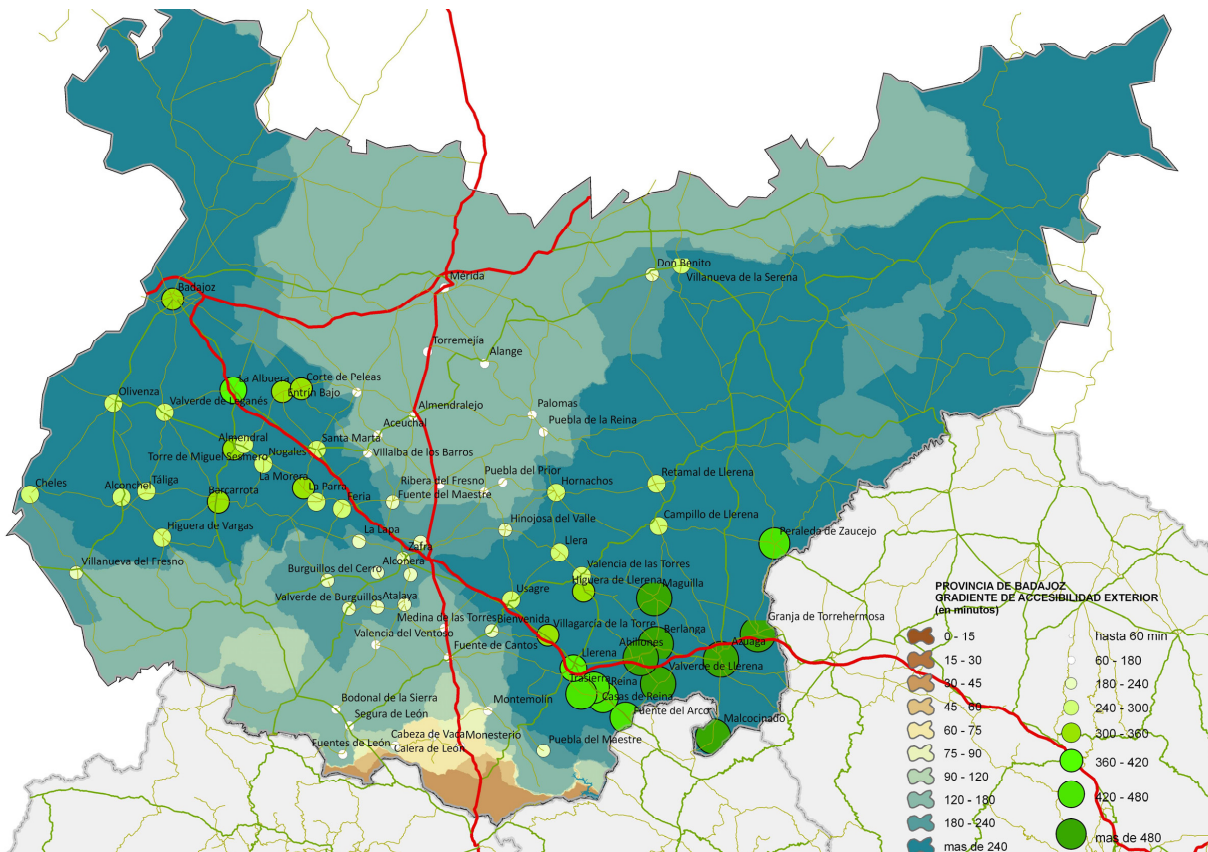 Don Benito
Villanueva de la Serena
Mérida
Badajoz
Torremejía
Alange
La Albuera
Corte de Peleas
Entrín Bajo
Olivenza
Valverde de Leganés
Almendralejo
Palomas
Puebla de la Reina
Aceuchal
Almendral
Santa Marta
Nogales
Torre de Miguel Sesmero
Villalba de los Barros
La Morera
Puebla del Prior
Retamal de Llerena
Cheles
Alconchel
Táliga
Ribera del Fresno
Hornachos
Barcarrota
La Parra
Feria
Fuente del Maestre
Hinojosa del Valle
Campillo de Llerena
Higuera de Vargas
La Lapa
Zafra
Llera
Peraleda de Zaucejo
Villanueva del Fresno
Burguillos del Cerro
Alconera
Valencia de las Torres
Higuera de Llerena
Maguilla
Valverde de Burguillos
Atalaya
Usagre
Medina de las Torres
Bienvenida
Villagarcía de la Torre
Berlanga
Granja de Torrehermosa
Valencia del Ventoso
Fuente de Cantos
Ahillones
Azuaga
Llerena
Valverde de Llerena
Trasierra
Reina
Casas de Reina
Bodonal de la Sierra
Montemolín
Fuente del Arco
Segura de León
Malcocinado
Cabeza de Vaca
Monesterio
Fuentes de León
Calera de León
Puebla del Maestre
PROVINCIA DE BADAJOZ
GRADIENTE DE ACCESIBILIDAD EXTERIOR
(en minutos)
0 - 15
15 - 30
30 - 45
45 - 60
60 - 75
75 - 90
90 - 120
120 - 180
180 - 240
mas de 240
hasta 60 min
60 - 180
180 - 240
240 - 300
300 - 360
360 - 420
420 - 480
mas de 480